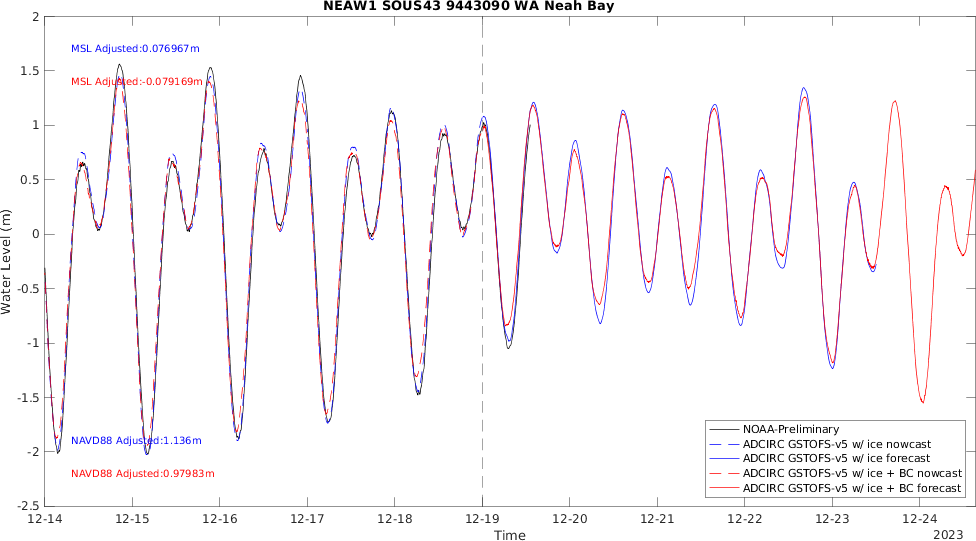 NEAW1 SOUS43 9443090 WA Neah Bay
MSL Adjusted:0.076967m
MSL Adjusted:-0.079169m
NAVD88 Adjusted:1.136m
NAVD88 Adjusted:0.97983m
Water Level (m)
2
1.5
1
0.5
0
-0.5
-1
-1.5
-2
-2.5
NOAA-Preliminary
ADCIRC GSTOFS-v5 w/ ice nowcast
ADCIRC GSTOFS-v5 w/ ice forecast
ADCIRC GSTOFS-v5 w/ ice + BC nowcast
ADCIRC GSTOFS-v5 w/ ice + BC forecast
12-14 12-15 12-16 12-17 12-18 12-19 12-20 12-21 12-22 12-23 12-24
Time
2023